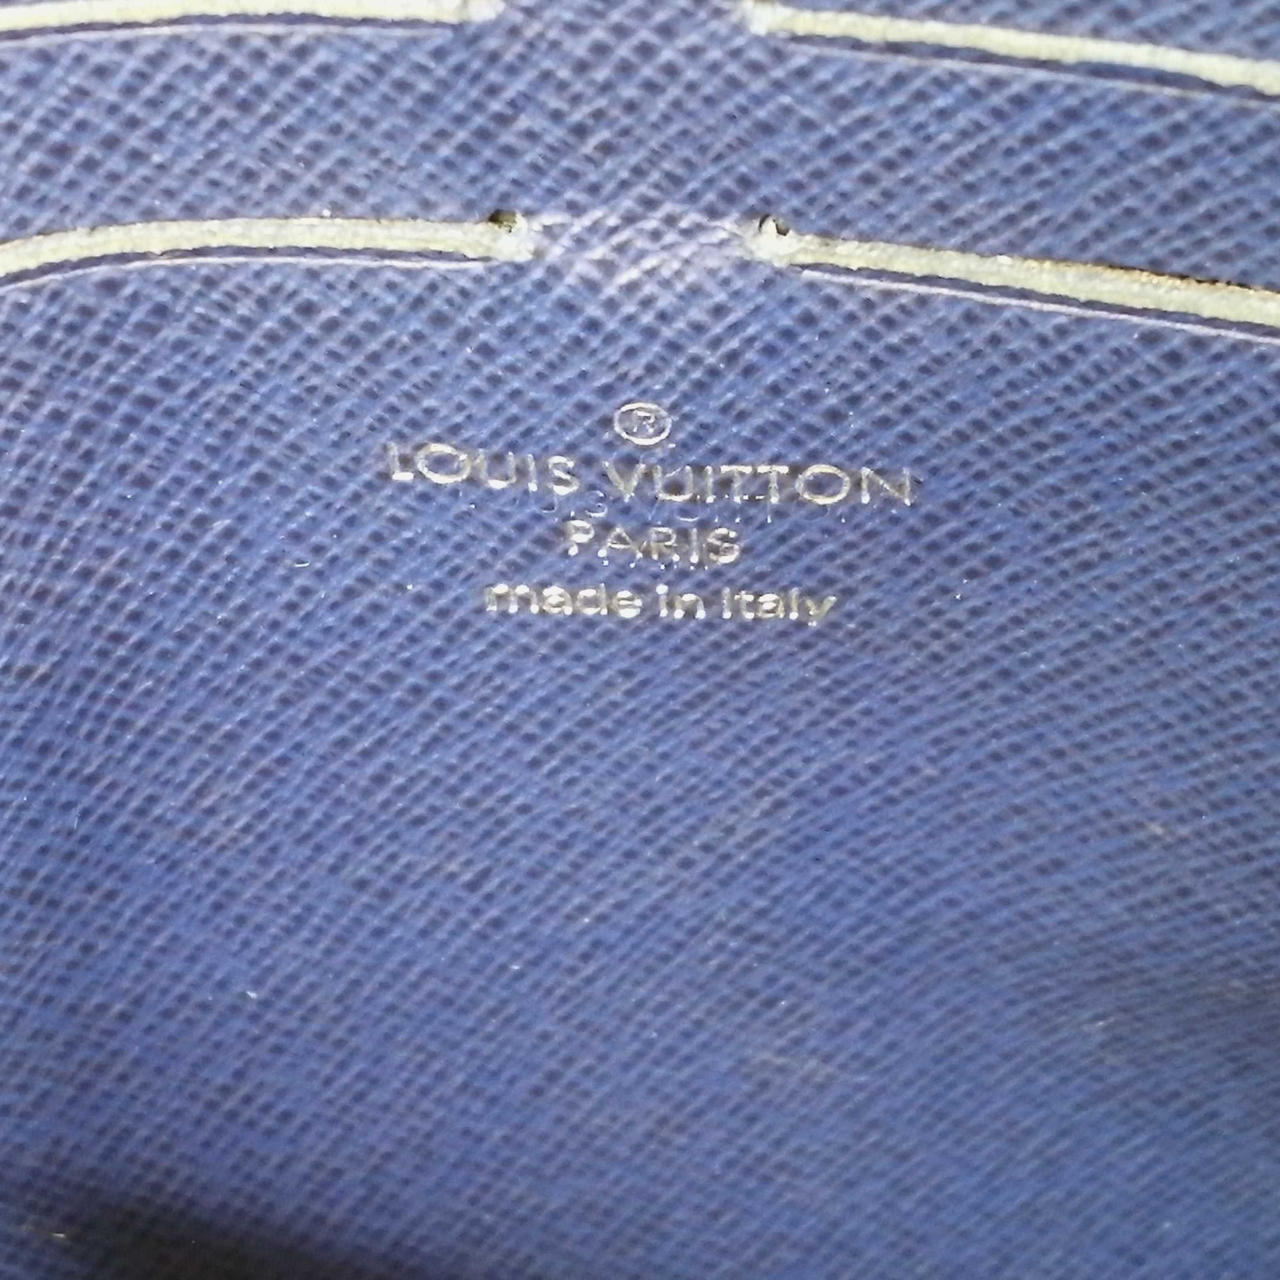 ®
LOUIS VUITTON
PARIS
made in Italy